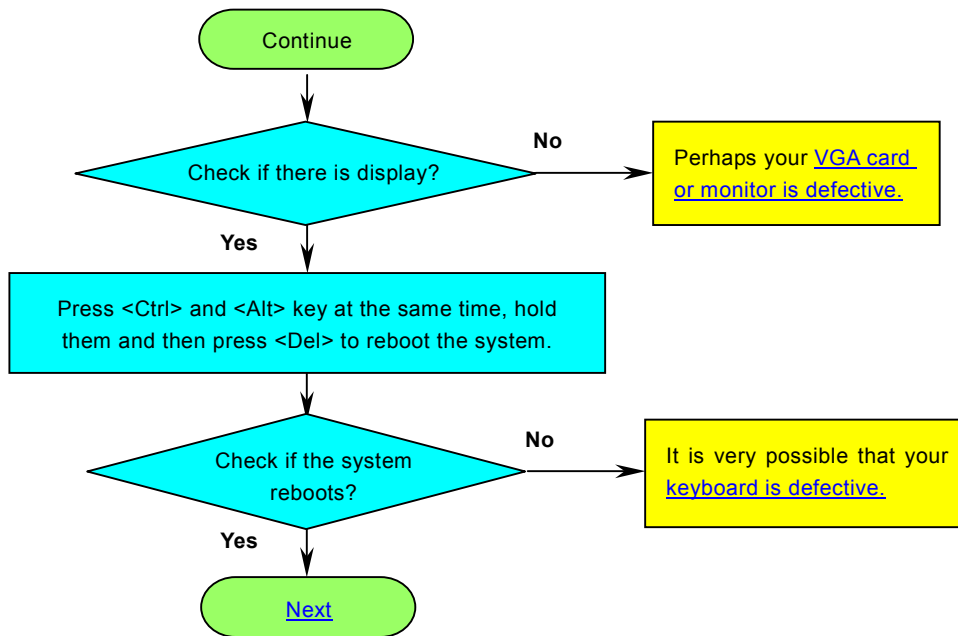 Continue
Check if there is display?
No
Perhaps your VGA card
or monitor is defective.
Yes
Press <Ctrl> and <Alt> key at the same time, hold
them and then press <Del> to reboot the system.
Check if the system
reboots?
No
It is very possible that your
keyboard is defective.
Yes
Next